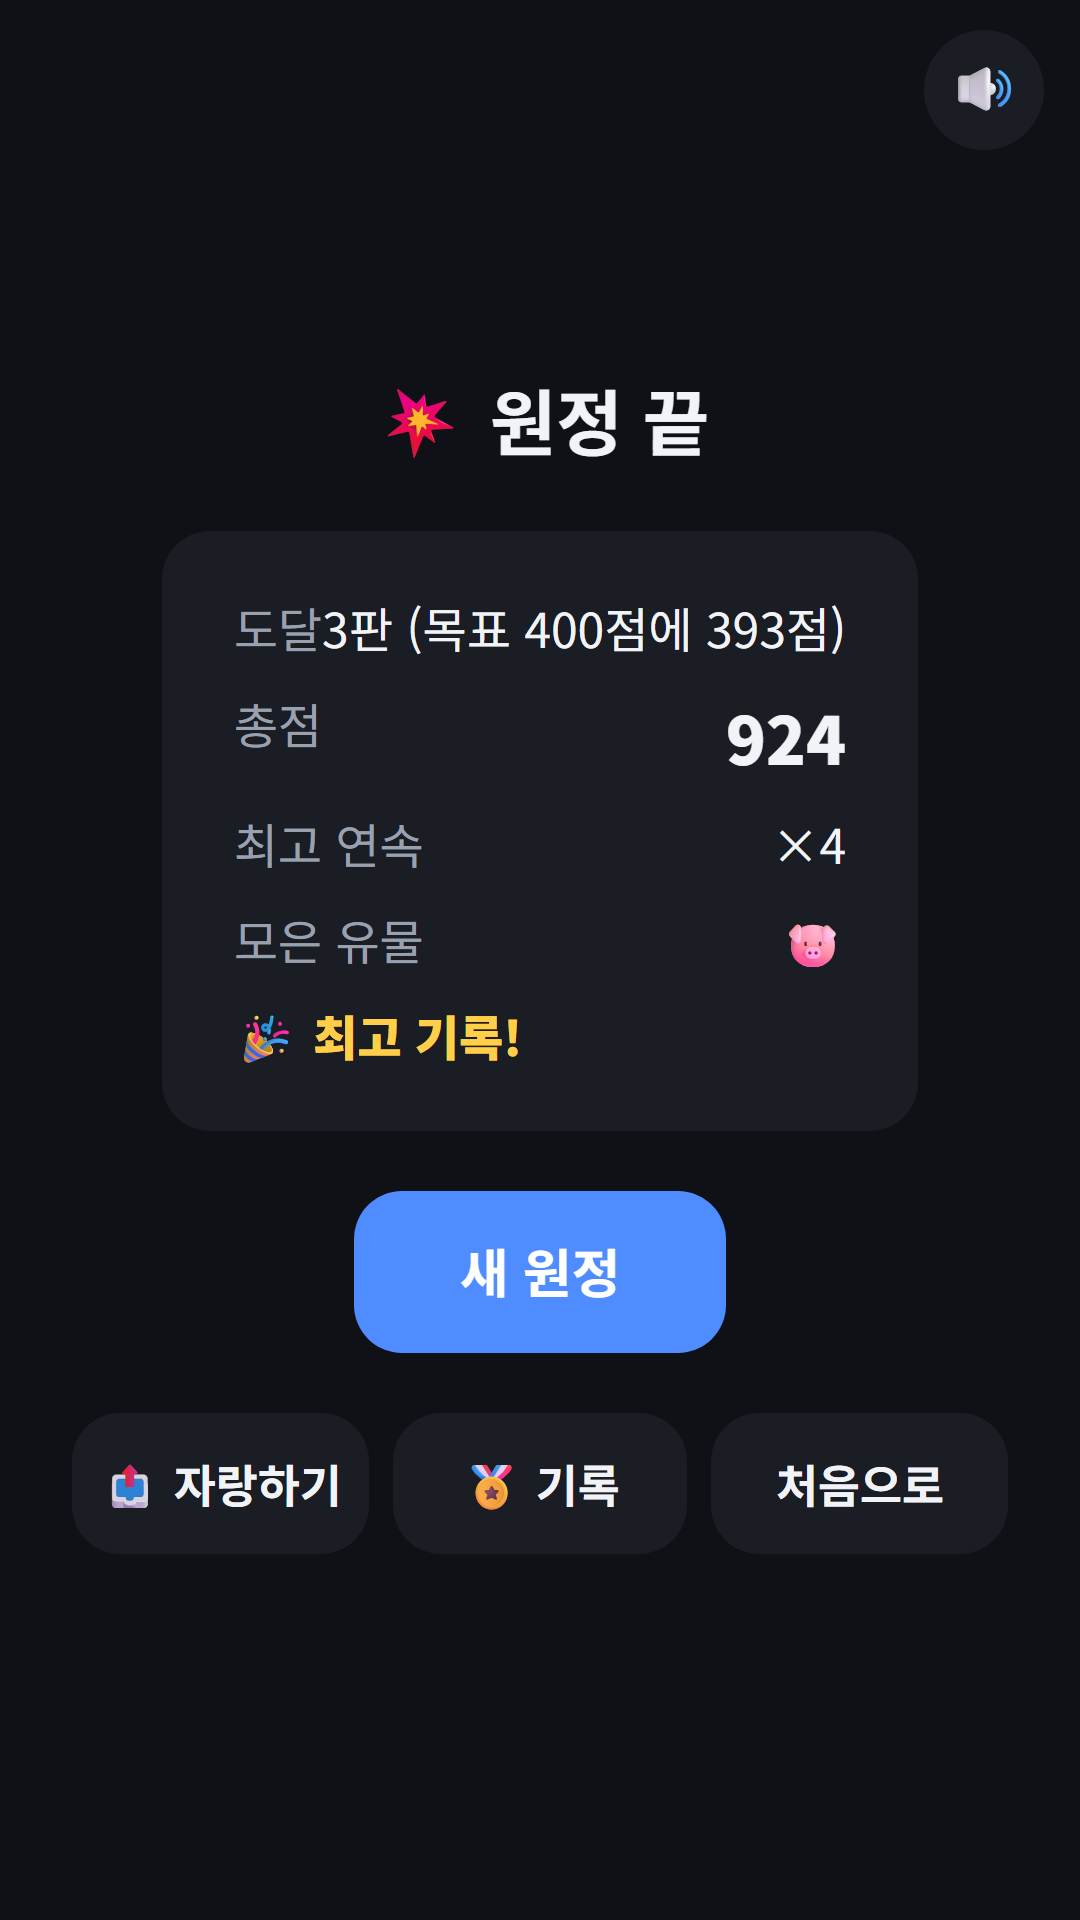 원정 끝
도달3판 (목표 400점에 393점)
총점 924
최고 연속 ×4
모은 유물
최고 기록!
새 원정
자랑하기 기록 처음으로